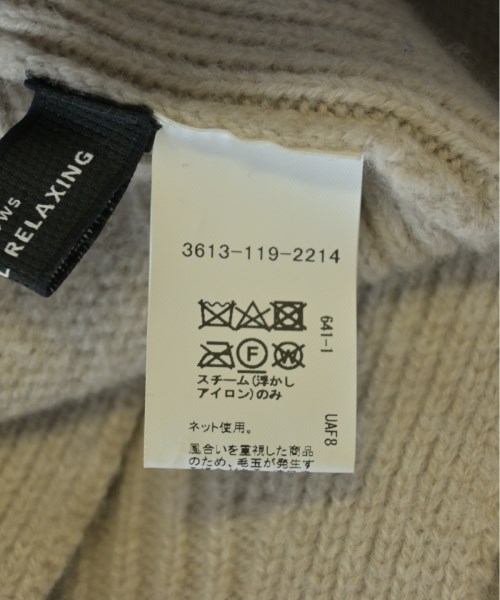 WS
L RELAXING
3613-119-2214
641-1
F
W
スチーム(浮かし
アイロン)のみ
UAF8
ネット使用。
風合いを重視した商品
のため、毛玉が発生す